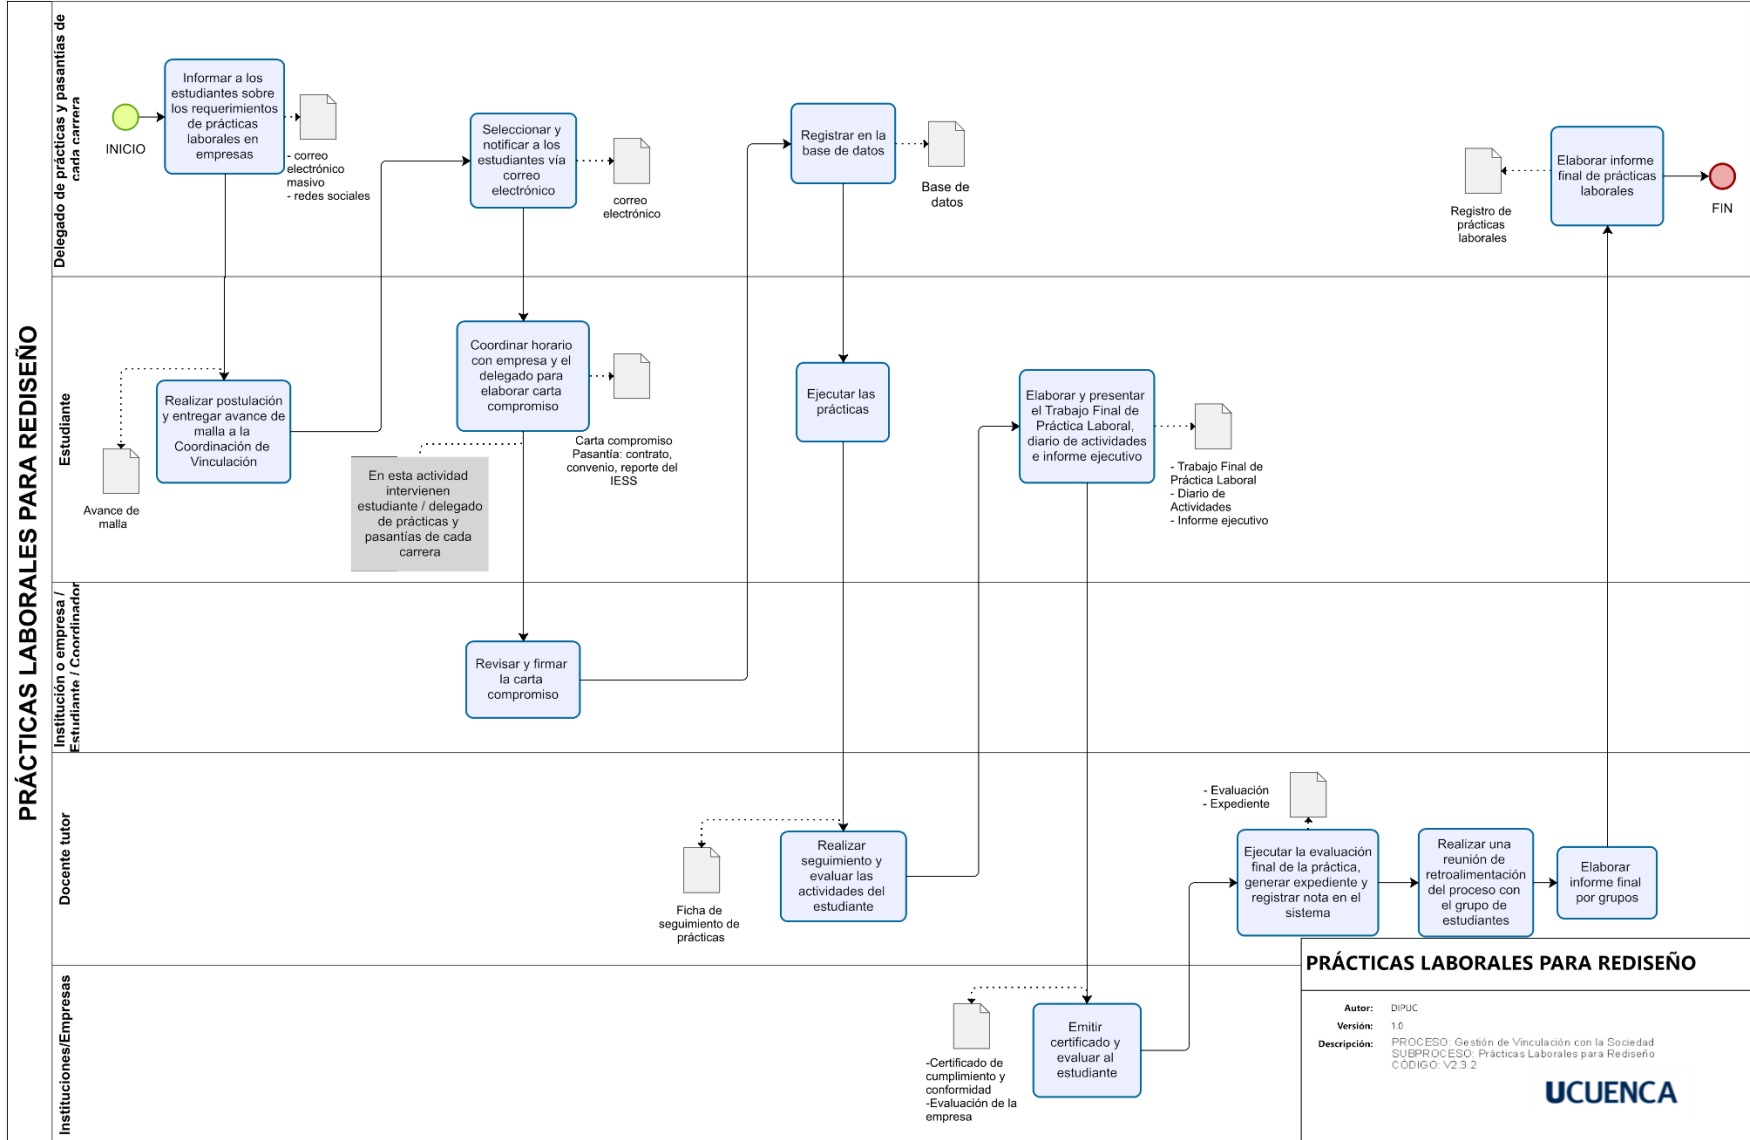 PRÁCTICAS LABORALES PARA REDISEÑO
Delegado de prácticas y pasantías de
cada carrera
INICIO
Informar a los
estudiantes sobre
los requerimientos
de prácticas
laborales en
empresas
- correo
electrónico
masivo
- redes sociales
Seleccionar y
notificar a los
estudiantes vía
correo
electrónico
correo
electrónico
Registrar en la
base de datos
Base de
datos
Registro de
prácticas
laborales
Elaborar informe
final de prácticas
laborales
FIN
Estudiante
Realizar postulación
y entregar avance de
malla a la
Coordinación de
Vinculación
Avance de
malla
Coordinar horario
con empresa y el
delegado para
elaborar carta
compromiso
Carta compromiso
Pasantía: contrato,
convenio, reporte del
IESS
En esta actividad
intervienen
estudiante / delegado
de prácticas y
pasantías de cada
carrera
Ejecutar las
prácticas
Elaborar y presentar
el Trabajo Final de
Práctica Laboral,
diario de actividades
e informe ejecutivo
- Trabajo Final de
Práctica Laboral
- Diario de
Actividades
- Informe ejecutivo
Institución o empresa /
Estudiante / Coordinador
Revisar y firmar
la carta
compromiso
Docente tutor
Ficha de
seguimiento de
prácticas
Realizar
seguimiento y
evaluar las
actividades del
estudiante
- Evaluación
- Expediente
Ejecutar la evaluación
final de la práctica,
generar expediente y
registrar nota en el
sistema
Realizar una
reunión de
retroalimentación
del proceso con
el grupo de
estudiantes
Elaborar
informe final
por grupos
Instituciones/Empresas
-Certificado de
cumplimiento y
conformidad
-Evaluación de la
empresa
Emitir
certificado y
evaluar al
estudiante
PRÁCTICAS LABORALES PARA REDISEÑO
Autor: DIPUC
Versión: 1.0
Descripción: PROCESO: Gestión de Vinculación con la Sociedad
SUBPROCESO: Prácticas Laborales para Rediseño
CÓDIGO: V2.3.2
UCUENCA